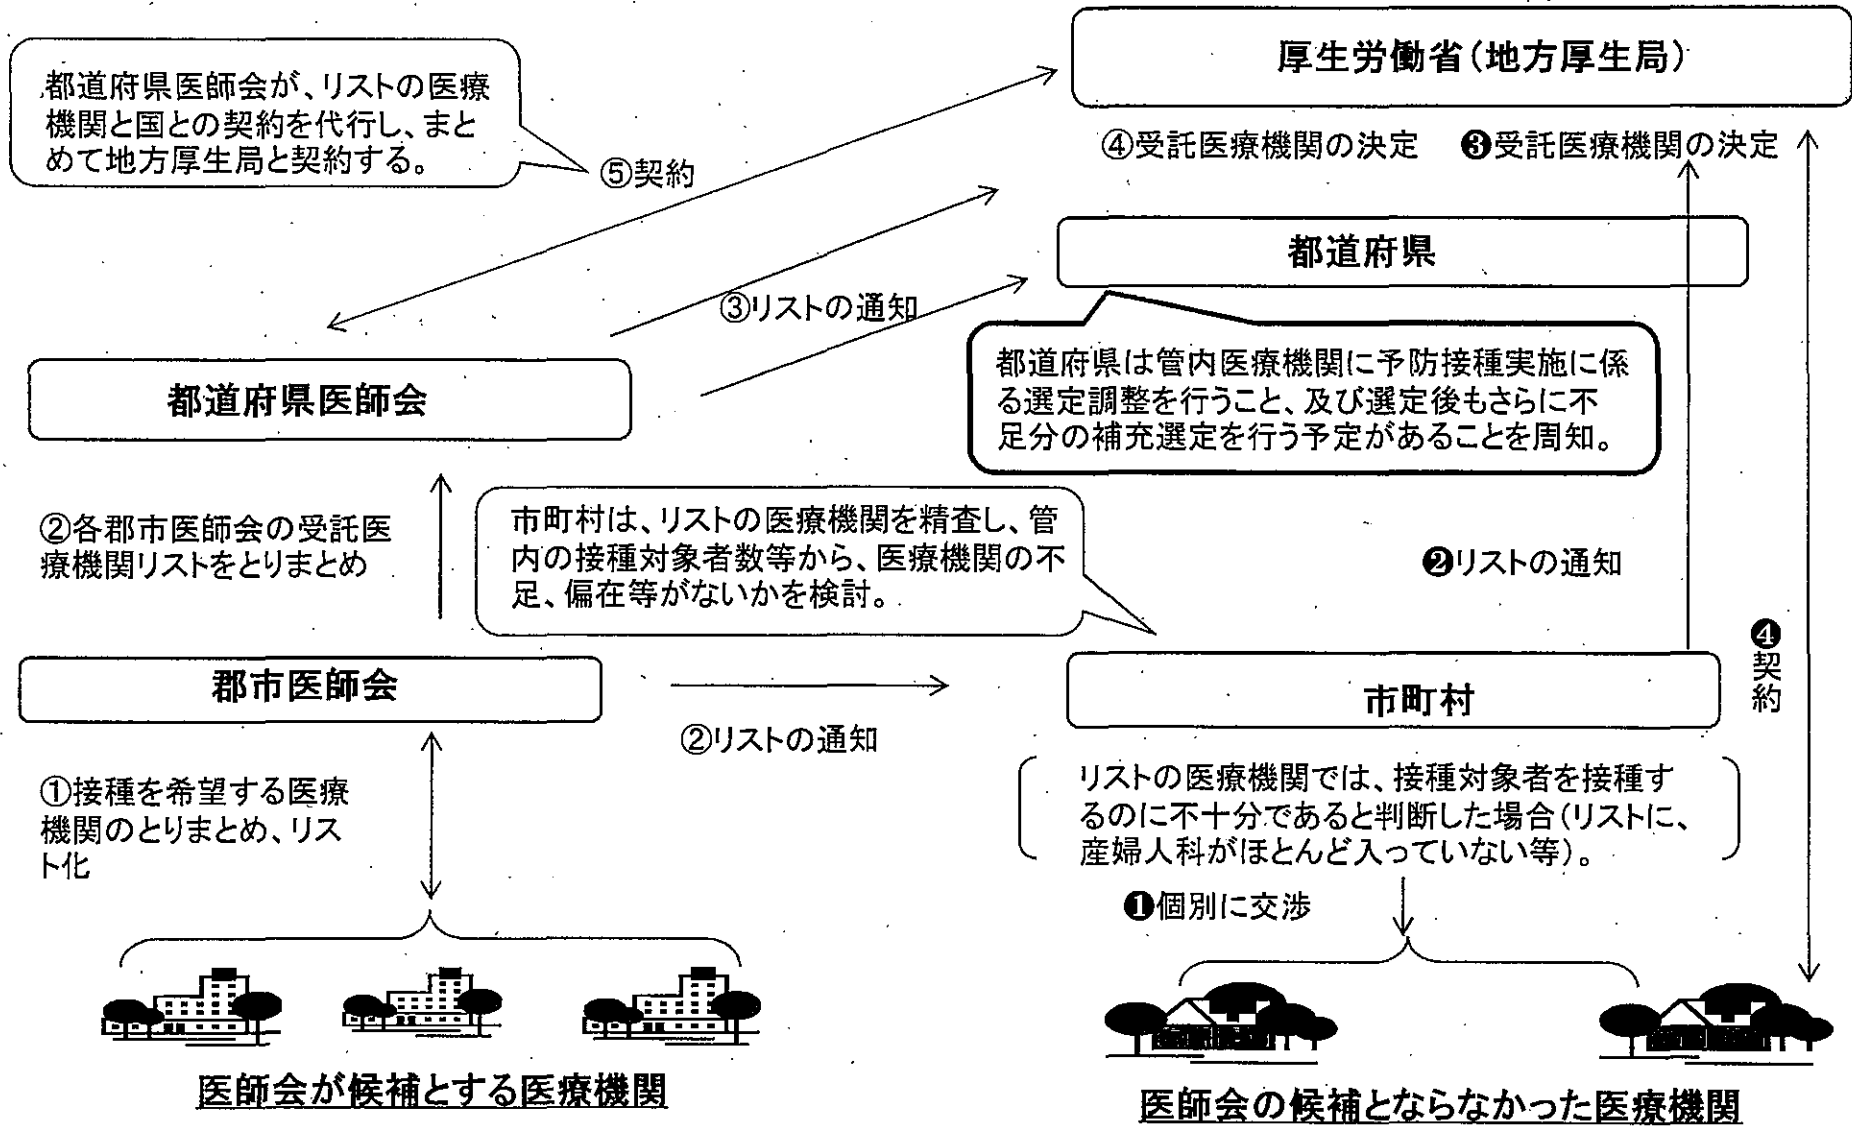 厚生労働省(地方厚生局)
都道府県医師会が、リストの医療
機関と国との契約を代行し、まと
めて地方厚生局と契約する。
⑤契約
④受託医療機関の決定
❸受託医療機関の決定
都道府県
③リストの通知
都道府県は管内医療機関に予防接種実施に係
る選定調整を行うこと、及び選定後もさらに不
足分の補充選定を行う予定があることを周知。
都道府県医師会
②各郡市医師会の受託医
療機関リストをとりまとめ
市町村は、リストの医療機関を精査し、管
内の接種対象者数等から、医療機関の不
足、偏在等がないかを検討。
❷リストの通知
❹契約
郡市医師会
②リストの通知
市町村
①接種を希望する医療
機関のとりまとめ、リス
ト化
リストの医療機関では、接種対象者を接種す
るのに不十分であると判断した場合(リストに、
産婦人科がほとんど入っていない等)。
❶個別に交渉
医師会が候補とする医療機関
医師会の候補とならなかった医療機関